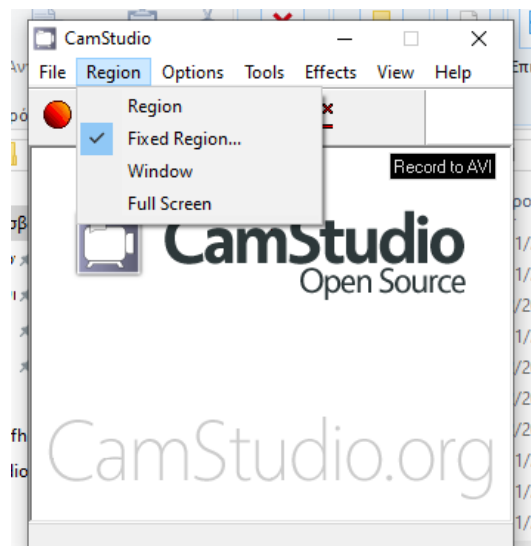 CamStudio
File Region Options Tools Effects View Help
Region
Fixed Region...
Window
Full Screen
Record to AVI
CamStudio
Open Source
CamStudio.org